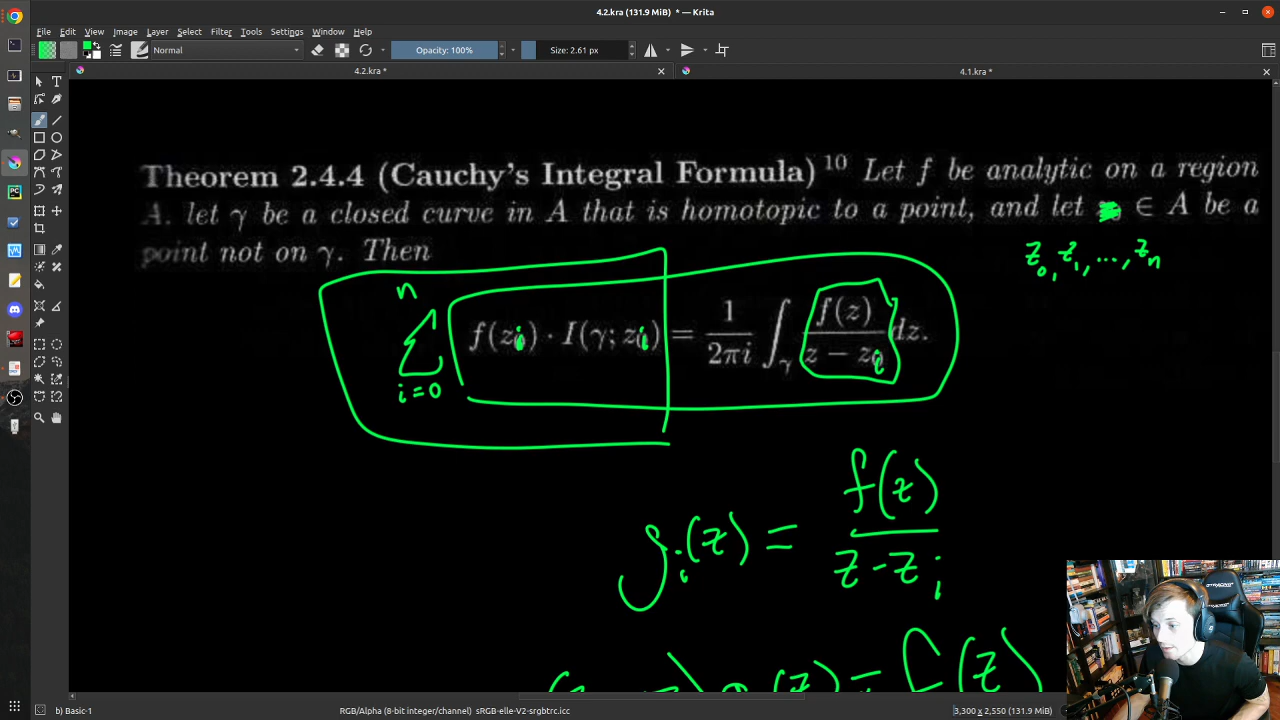 4.2.kra (131.9 MiB) * — Krita
File Edit View Image Layer Select Filter Tools Settings Window Help
Normal Opacity: 100% Size: 2.61 px
4.2.kra * 4.1.kra *
Theorem 2.4.4 (Cauchy's Integral Formula) ¹⁰ Let f be analytic on a region
A. let γ be a closed curve in A that is homotopic to a point, and let ∈ A be a
z₀, z₁, ..., zₙ
point not on γ. Then
n
∑ f(zᵢ) · I(γ; zᵢ) = 1/2πi ∫γ f(z)/z − zᵢ dz.
i=0
gᵢ(z) = f(z)/z - zᵢ
(z) = f(z)
b) Basic-1 RGB/Alpha (8-bit integer/channel) sRGB-elle-V2-srgbtrc.icc 3,300 x 2,550 (131.9 MiB)